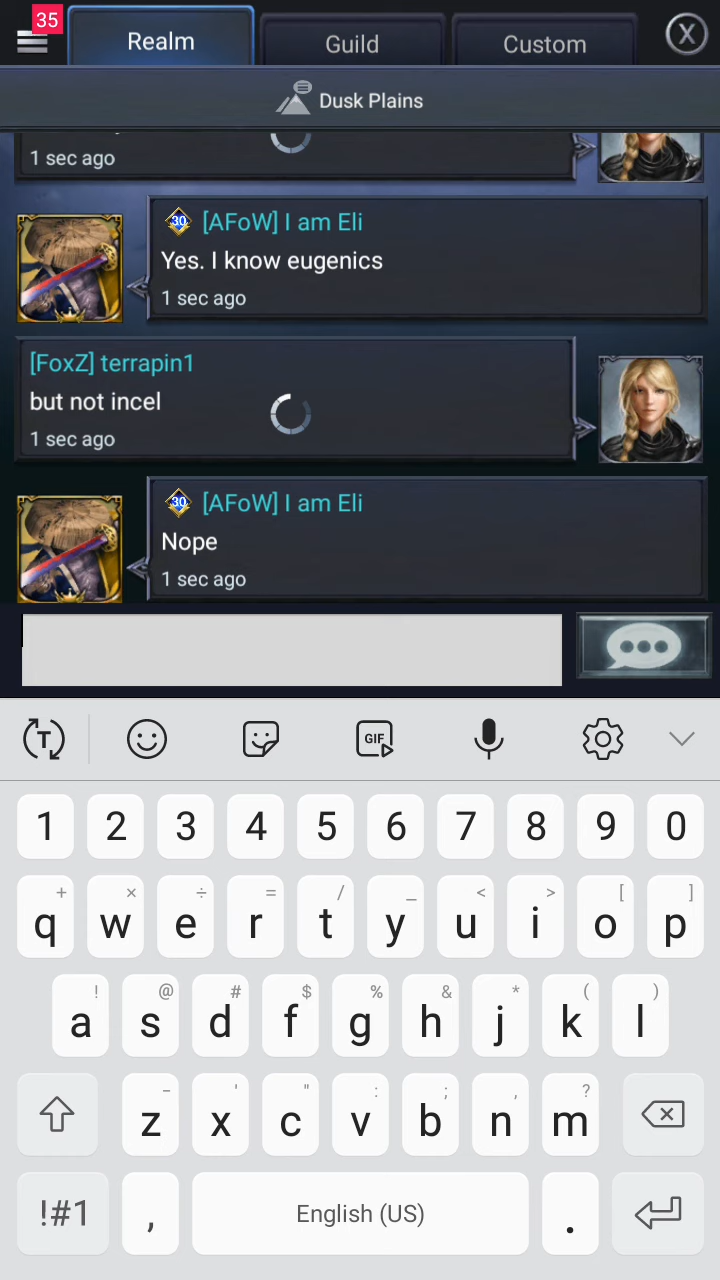 35
Realm
Guild
Custom
X
Dusk Plains
1 sec ago
30 [AFoW] I am Eli
Yes. I know eugenics
1 sec ago
[FoxZ] terrapin1
but not incel
1 sec ago
30 [AFoW] I am Eli
Nope
1 sec ago
T
GIF
1 2 3 4 5 6 7 8 9 0
+ × ÷ = / _ < > [ ]
q w e r t y u i o p
! @ # $ % & * ( )
a s d f g h j k l
- ' " : ; , ?
z x c v b n m
!#1 , English (US) .